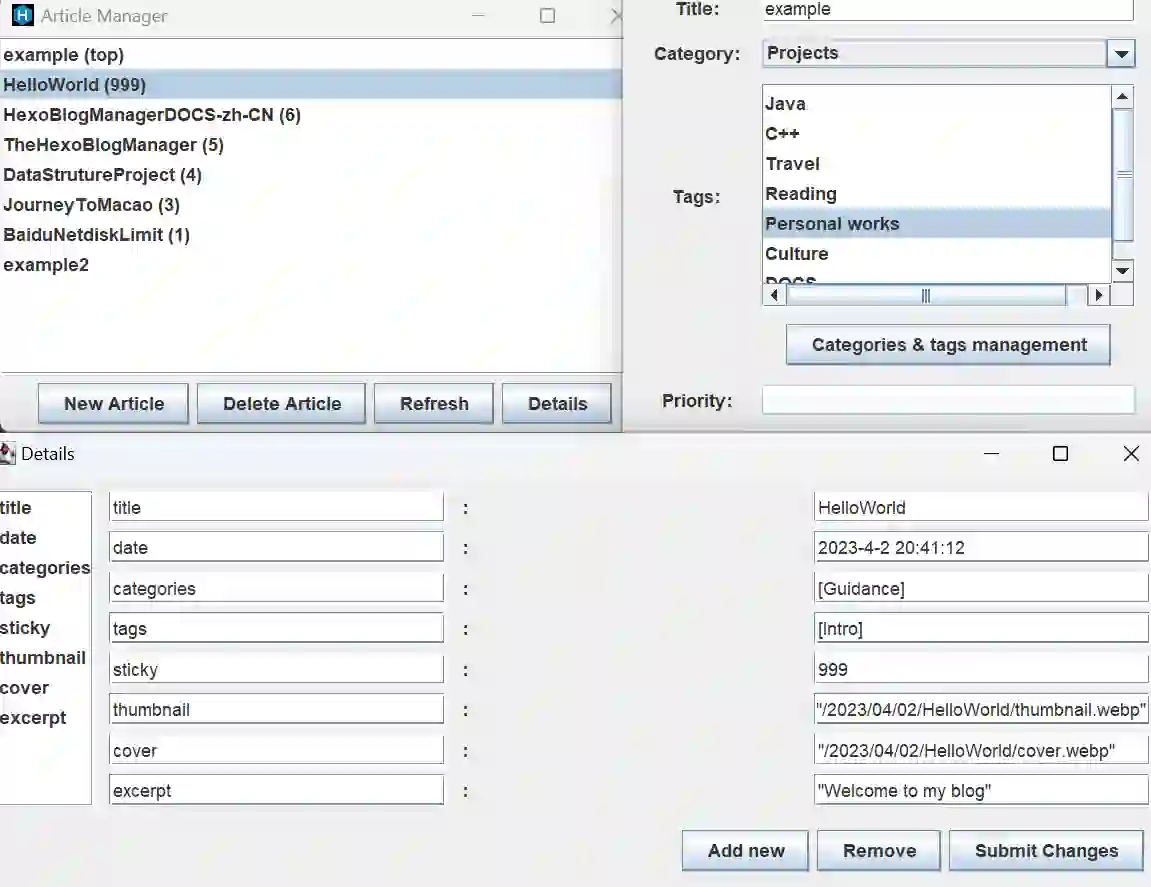 Article Manager
example (top)
HelloWorld (999)
HexoBlogManagerDOCS-zh-CN (6)
TheHexoBlogManager (5)
DataStrutureProject (4)
JourneyToMacao (3)
BaiduNetdiskLimit (1)
example2
New Article Delete Article Refresh Details
Title: example
Category: Projects
Tags:
Java
C++
Travel
Reading
Personal works
Culture
DOCS
Categories & tags management
Priority:
Details
title
date
categories
tags
sticky
thumbnail
cover
excerpt
title : HelloWorld
date : 2023-4-2 20:41:12
categories : [Guidance]
tags : [Intro]
sticky : 999
thumbnail : "/2023/04/02/HelloWorld/thumbnail.webp"
cover : "/2023/04/02/HelloWorld/cover.webp"
excerpt : "Welcome to my blog"
Add new Remove Submit Changes